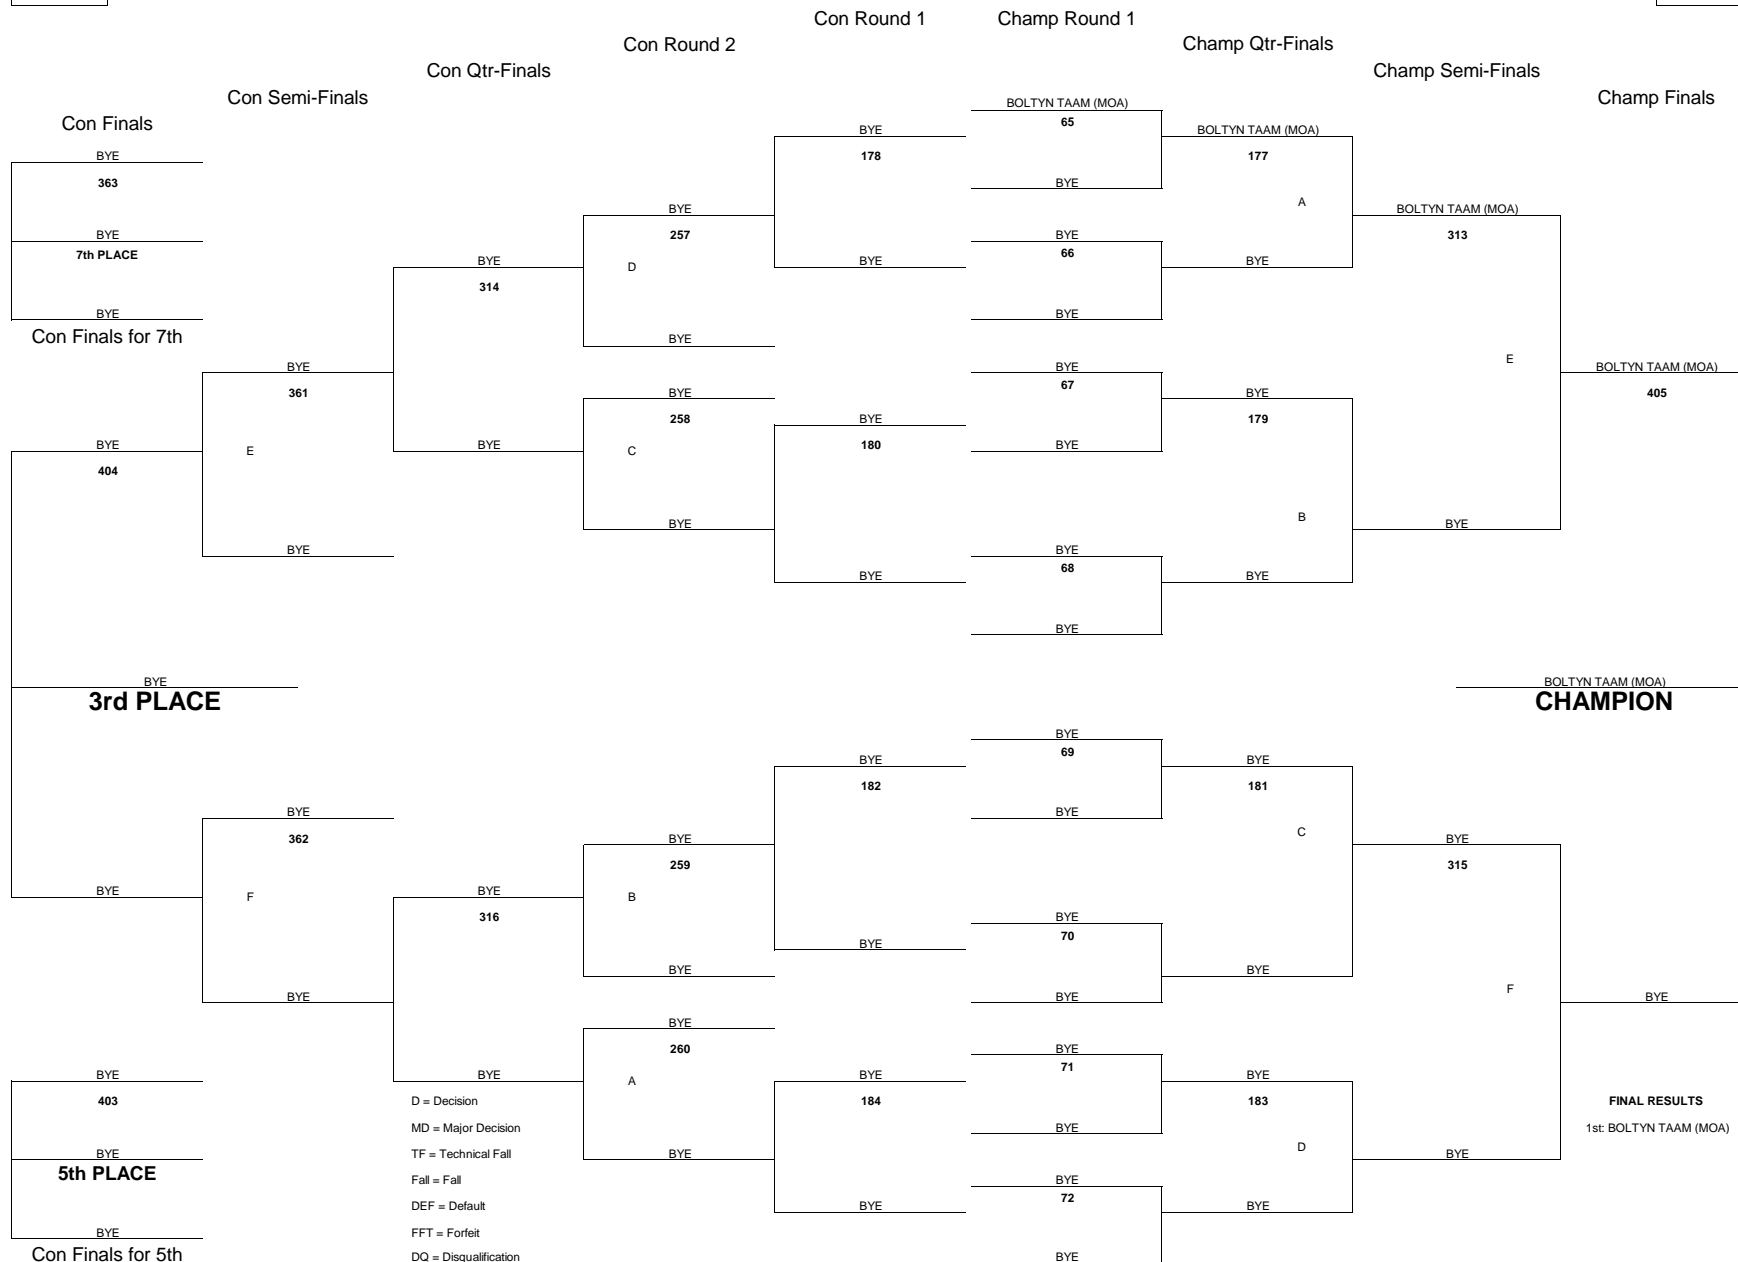 Con Round 1 Champ Round 1
Con Round 2 Champ Qtr-Finals
Con Qtr-Finals Champ Semi-Finals
Con Semi-Finals Champ Finals
BOLTYN TAAM (MOA)
Con Finals
65
BYE BOLTYN TAAM (MOA)
BYE 178 177
363
BYE
A
BYE BOLTYN TAAM (MOA)
BYE 257 BYE 313
7th PLACE 66
BYE D BYE BYE
314
BYE BYE
Con Finals for 7th
BYE
E
BYE BYE BOLTYN TAAM (MOA)
361 67 405
BYE BYE
258 BYE 179
BYE E BYE C 180 BYE
404
B
BYE BYE
BYE BYE
68
BYE BYE
BYE
BYE BOLTYN TAAM (MOA)
3rd PLACE CHAMPION
BYE
69
BYE BYE
182 181
BYE BYE
362 C
BYE BYE
259 315
BYE F BYE B
316
BYE
70
BYE
BYE BYE
F
BYE BYE BYE
BYE
260 BYE
71
BYE BYE A BYE BYE
403 D = Decision 184 183 FINAL RESULTS
MD = Major Decision BYE 1st: BOLTYN TAAM (MOA)
BYE TF = Technical Fall BYE D BYE
5th PLACE
Fall = Fall BYE
72
DEF = Default BYE BYE
BYE FFT = Forfeit
Con Finals for 5th DQ = Disqualification BYE